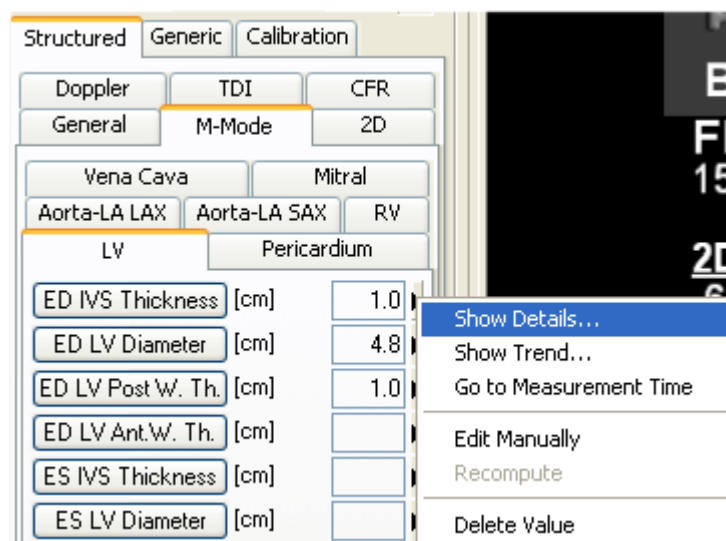 Structured Generic Calibration
Doppler TDI CFR
General M-Mode 2D
Vena Cava Mitral
Aorta-LA LAX Aorta-LA SAX RV
LV Pericardium
ED IVS Thickness [cm] 1.0
ED LV Diameter [cm] 4.8
ED LV Post W. Th. [cm] 1.0
ED LV Ant.W. Th. [cm]
ES IVS Thickness [cm]
ES LV Diameter [cm]
Show Details...
Show Trend...
Go to Measurement Time
Edit Manually
Recompute
Delete Value
B
15
2D